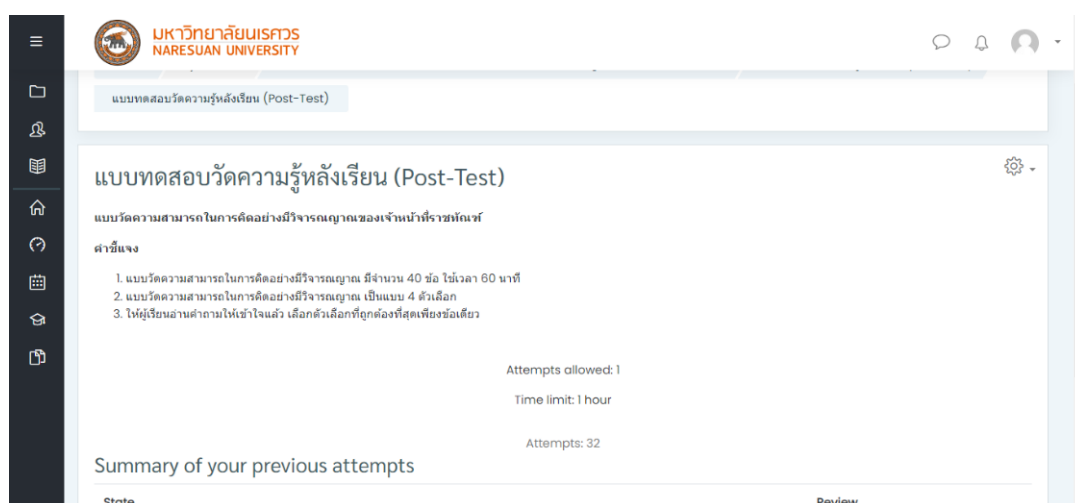 มหาวิทยาลัยนเรศวร
NARESUAN UNIVERSITY
แบบทดสอบวัดความรู้หลังเรียน (Post-Test)
แบบทดสอบวัดความรู้หลังเรียน (Post-Test)
แบบวัดความสามารถในการคิดอย่างมีวิจารณญาณของเจ้าหน้าที่ราชทัณฑ์
คำชี้แจง
1. แบบวัดความสามารถในการคิดอย่างมีวิจารณญาณ มีจำนวน 40 ข้อ ใช้เวลา 60 นาที
2. แบบวัดความสามารถในการคิดอย่างมีวิจารณญาณ เป็นแบบ 4 ตัวเลือก
3. ให้ผู้เรียนอ่านคำถามให้เข้าใจแล้ว เลือกตัวเลือกที่ถูกต้องที่สุดเพียงข้อเดียว
Attempts allowed: 1
Time limit: 1 hour
Attempts: 32
Summary of your previous attempts
State Review